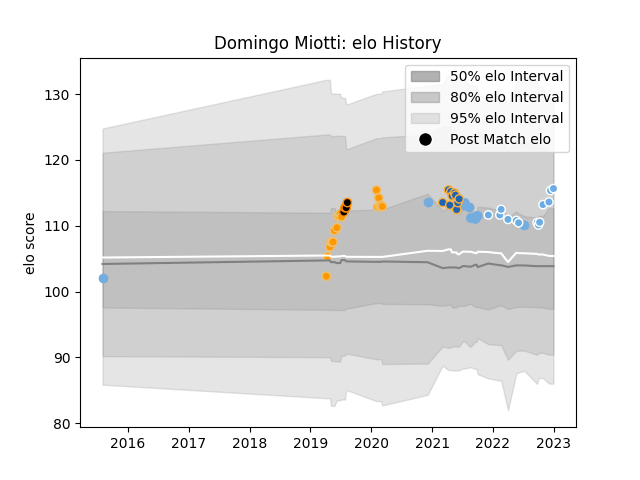 Domingo Miotti: elo History
50% elo Interval
80% elo Interval
95% elo Interval
Post Match elo
elo score
130
120
110
100
90
80
2016 2017 2018 2019 2020 2021 2022 2023